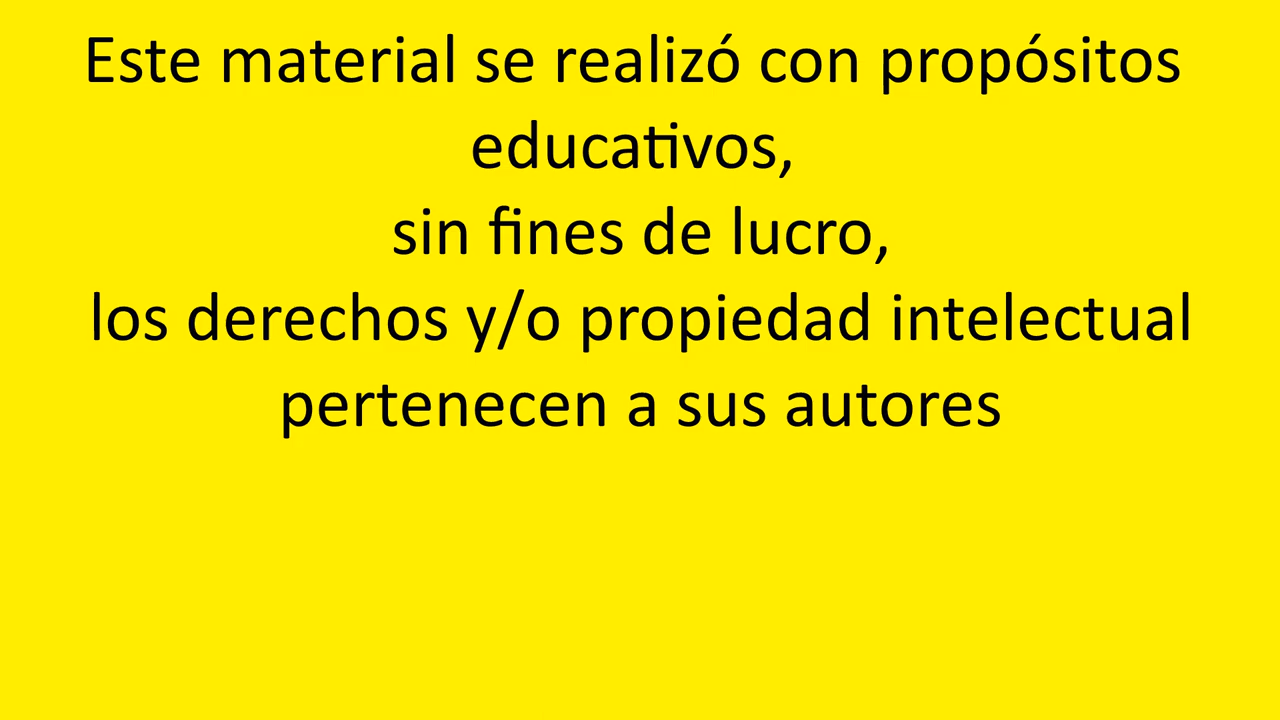 Este material se realizó con propósitos
educativos,
sin fines de lucro,
los derechos y/o propiedad intelectual
pertenecen a sus autores